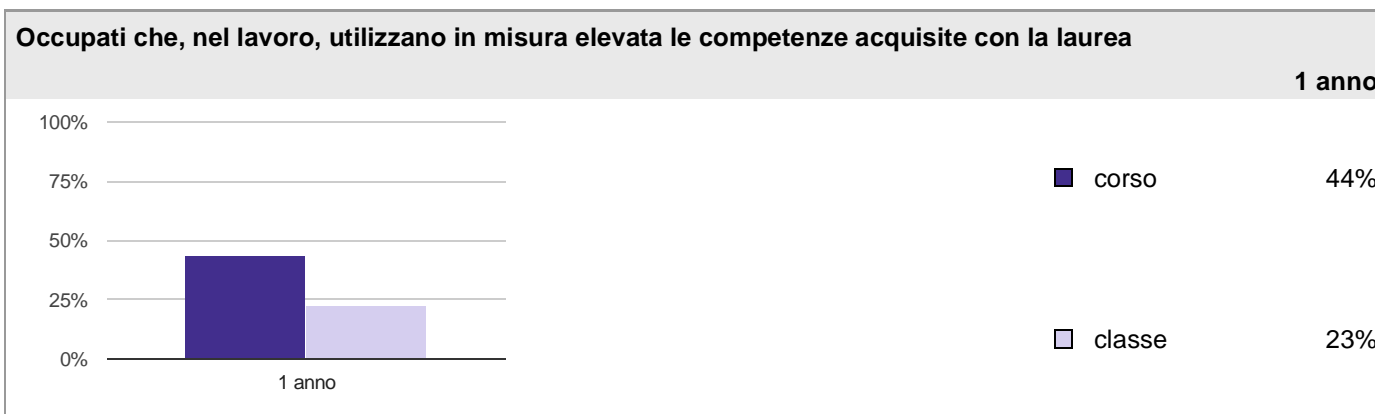 Occupati che, nel lavoro, utilizzano in misura elevata le competenze acquisite con la laurea
1 anno
100%
75%
50%
25%
0%
1 anno
corso 44%
classe 23%